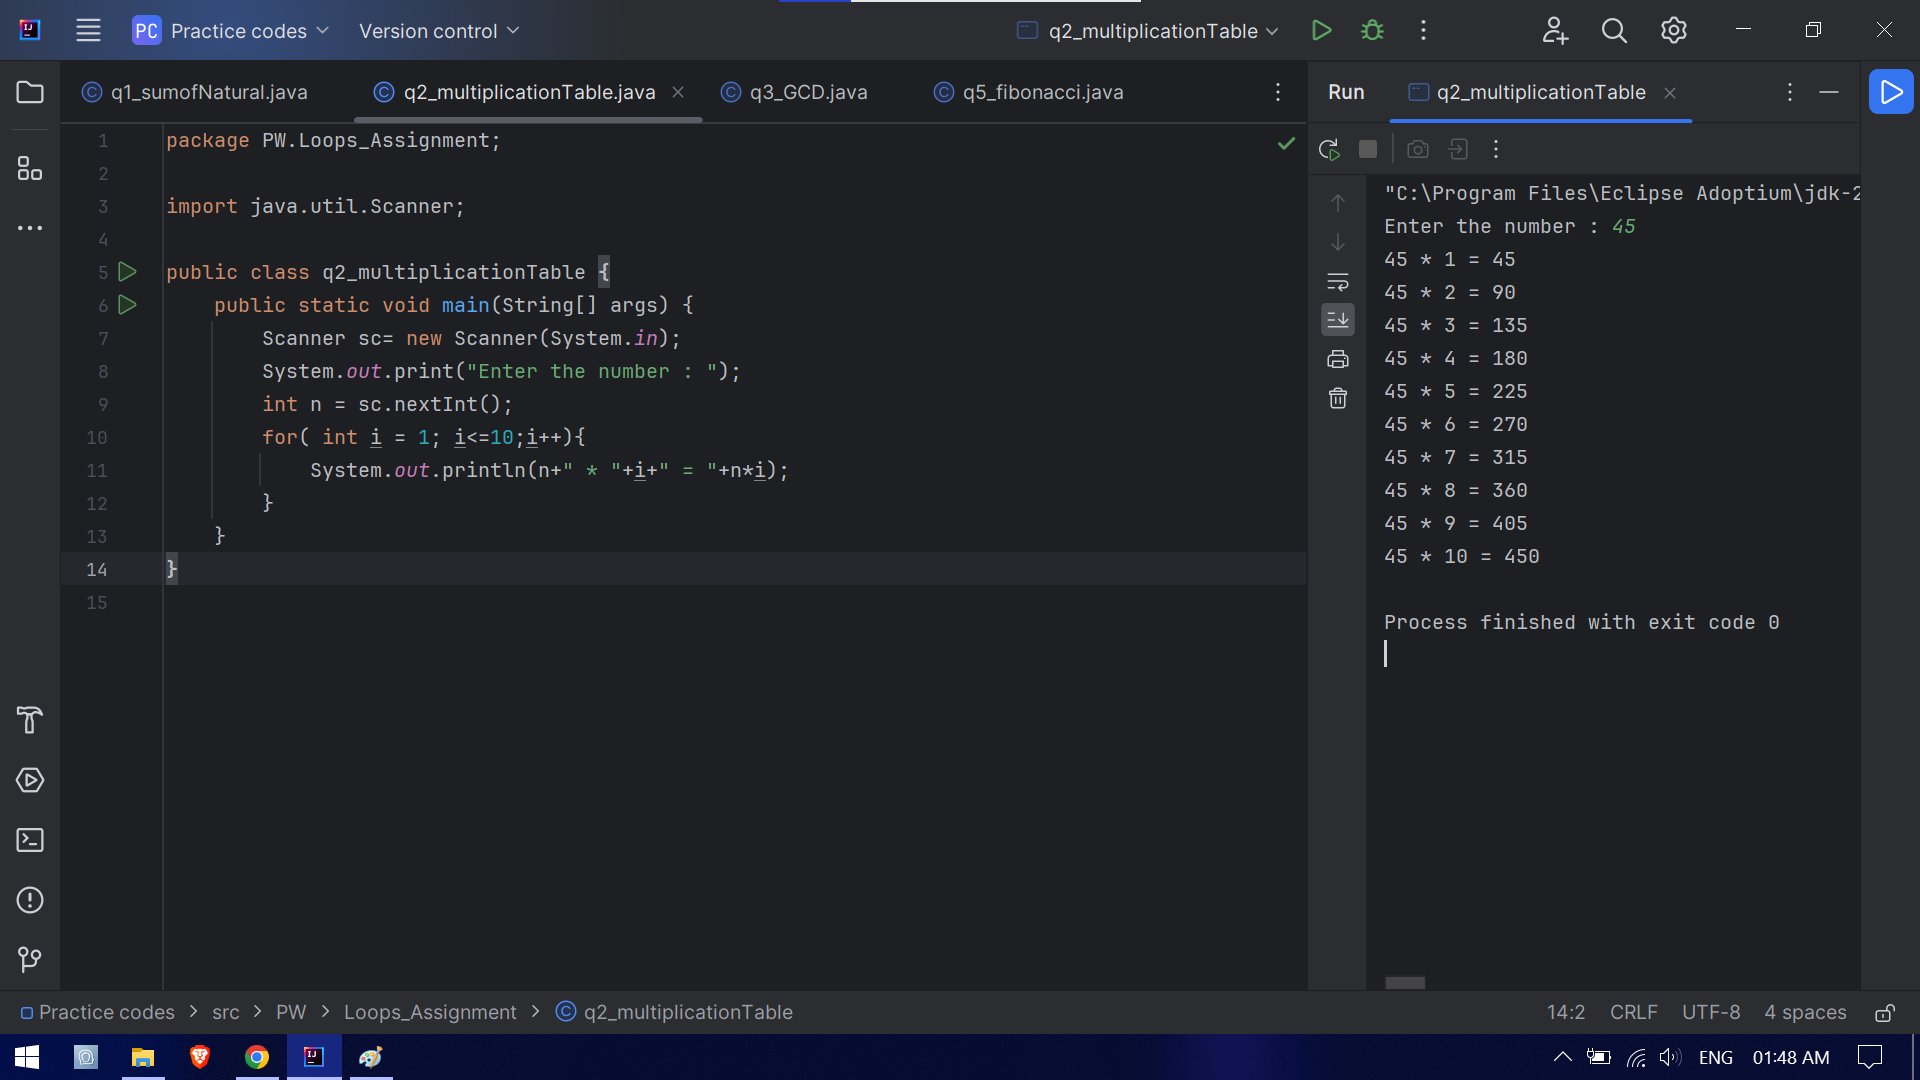 PC Practice codes Version control q2_multiplicationTable
q1_sumofNatural.java q2_multiplicationTable.java q3_GCD.java q5_fibonacci.java
1 package PW.Loops_Assignment;
2
3 import java.util.Scanner;
4
5 public class q2_multiplicationTable {
6 public static void main(String[] args) {
7 Scanner sc= new Scanner(System.in);
8 System.out.print("Enter the number : ");
9 int n = sc.nextInt();
10 for( int i = 1; i<=10;i++){
11 System.out.println(n+" * "+i+" = "+n*i);
12 }
13 }
14 }
15
Run q2_multiplicationTable
"C:\Program Files\Eclipse Adoptium\jdk-2
Enter the number : 45
45 * 1 = 45
45 * 2 = 90
45 * 3 = 135
45 * 4 = 180
45 * 5 = 225
45 * 6 = 270
45 * 7 = 315
45 * 8 = 360
45 * 9 = 405
45 * 10 = 450
Process finished with exit code 0
Practice codes > src > PW > Loops_Assignment > q2_multiplicationTable 14:2 CRLF UTF-8 4 spaces
ENG 01:48 AM